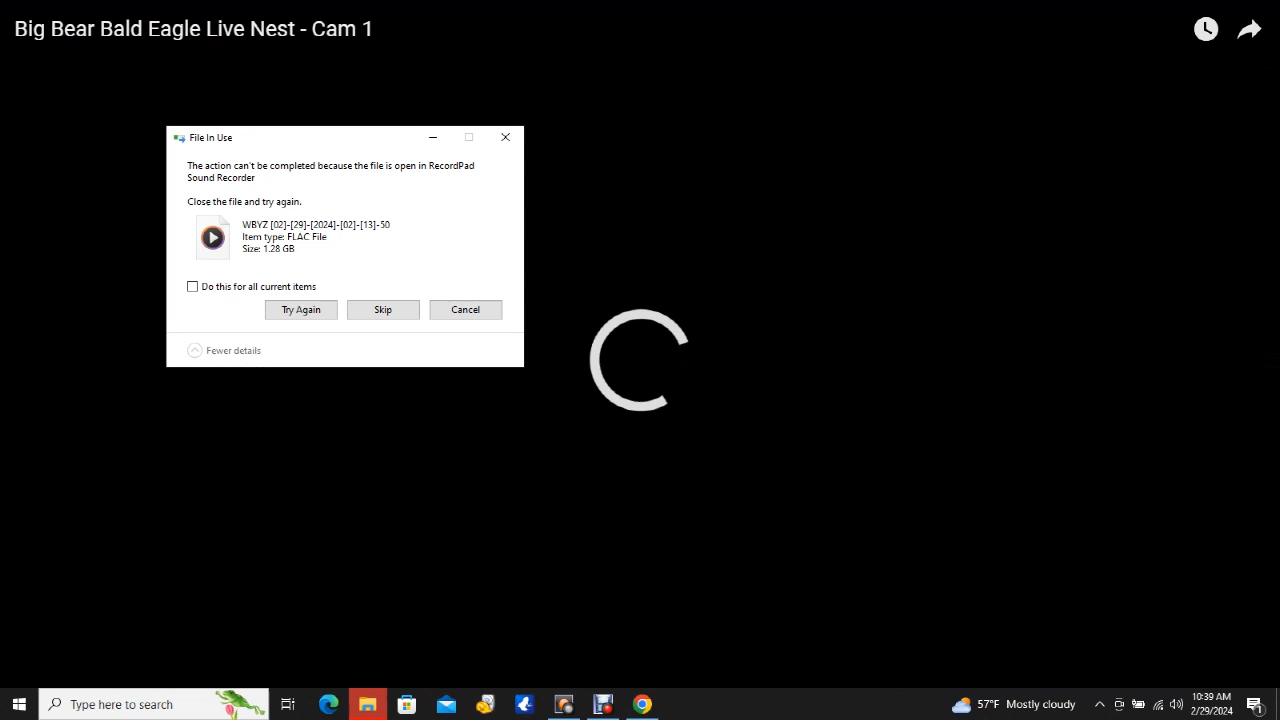 Big Bear Bald Eagle Live Nest - Cam 1
File In Use
The action can't be completed because the file is open in RecordPad
Sound Recorder
Close the file and try again.
WBYZ [02]-[29]-[2024]-[02]-[13]-50
Item type: FLAC File
Size: 1.28 GB
Do this for all current items
Try Again
Skip
Cancel
Fewer details
Type here to search
57°F Mostly cloudy
10:39 AM
2/29/2024
1